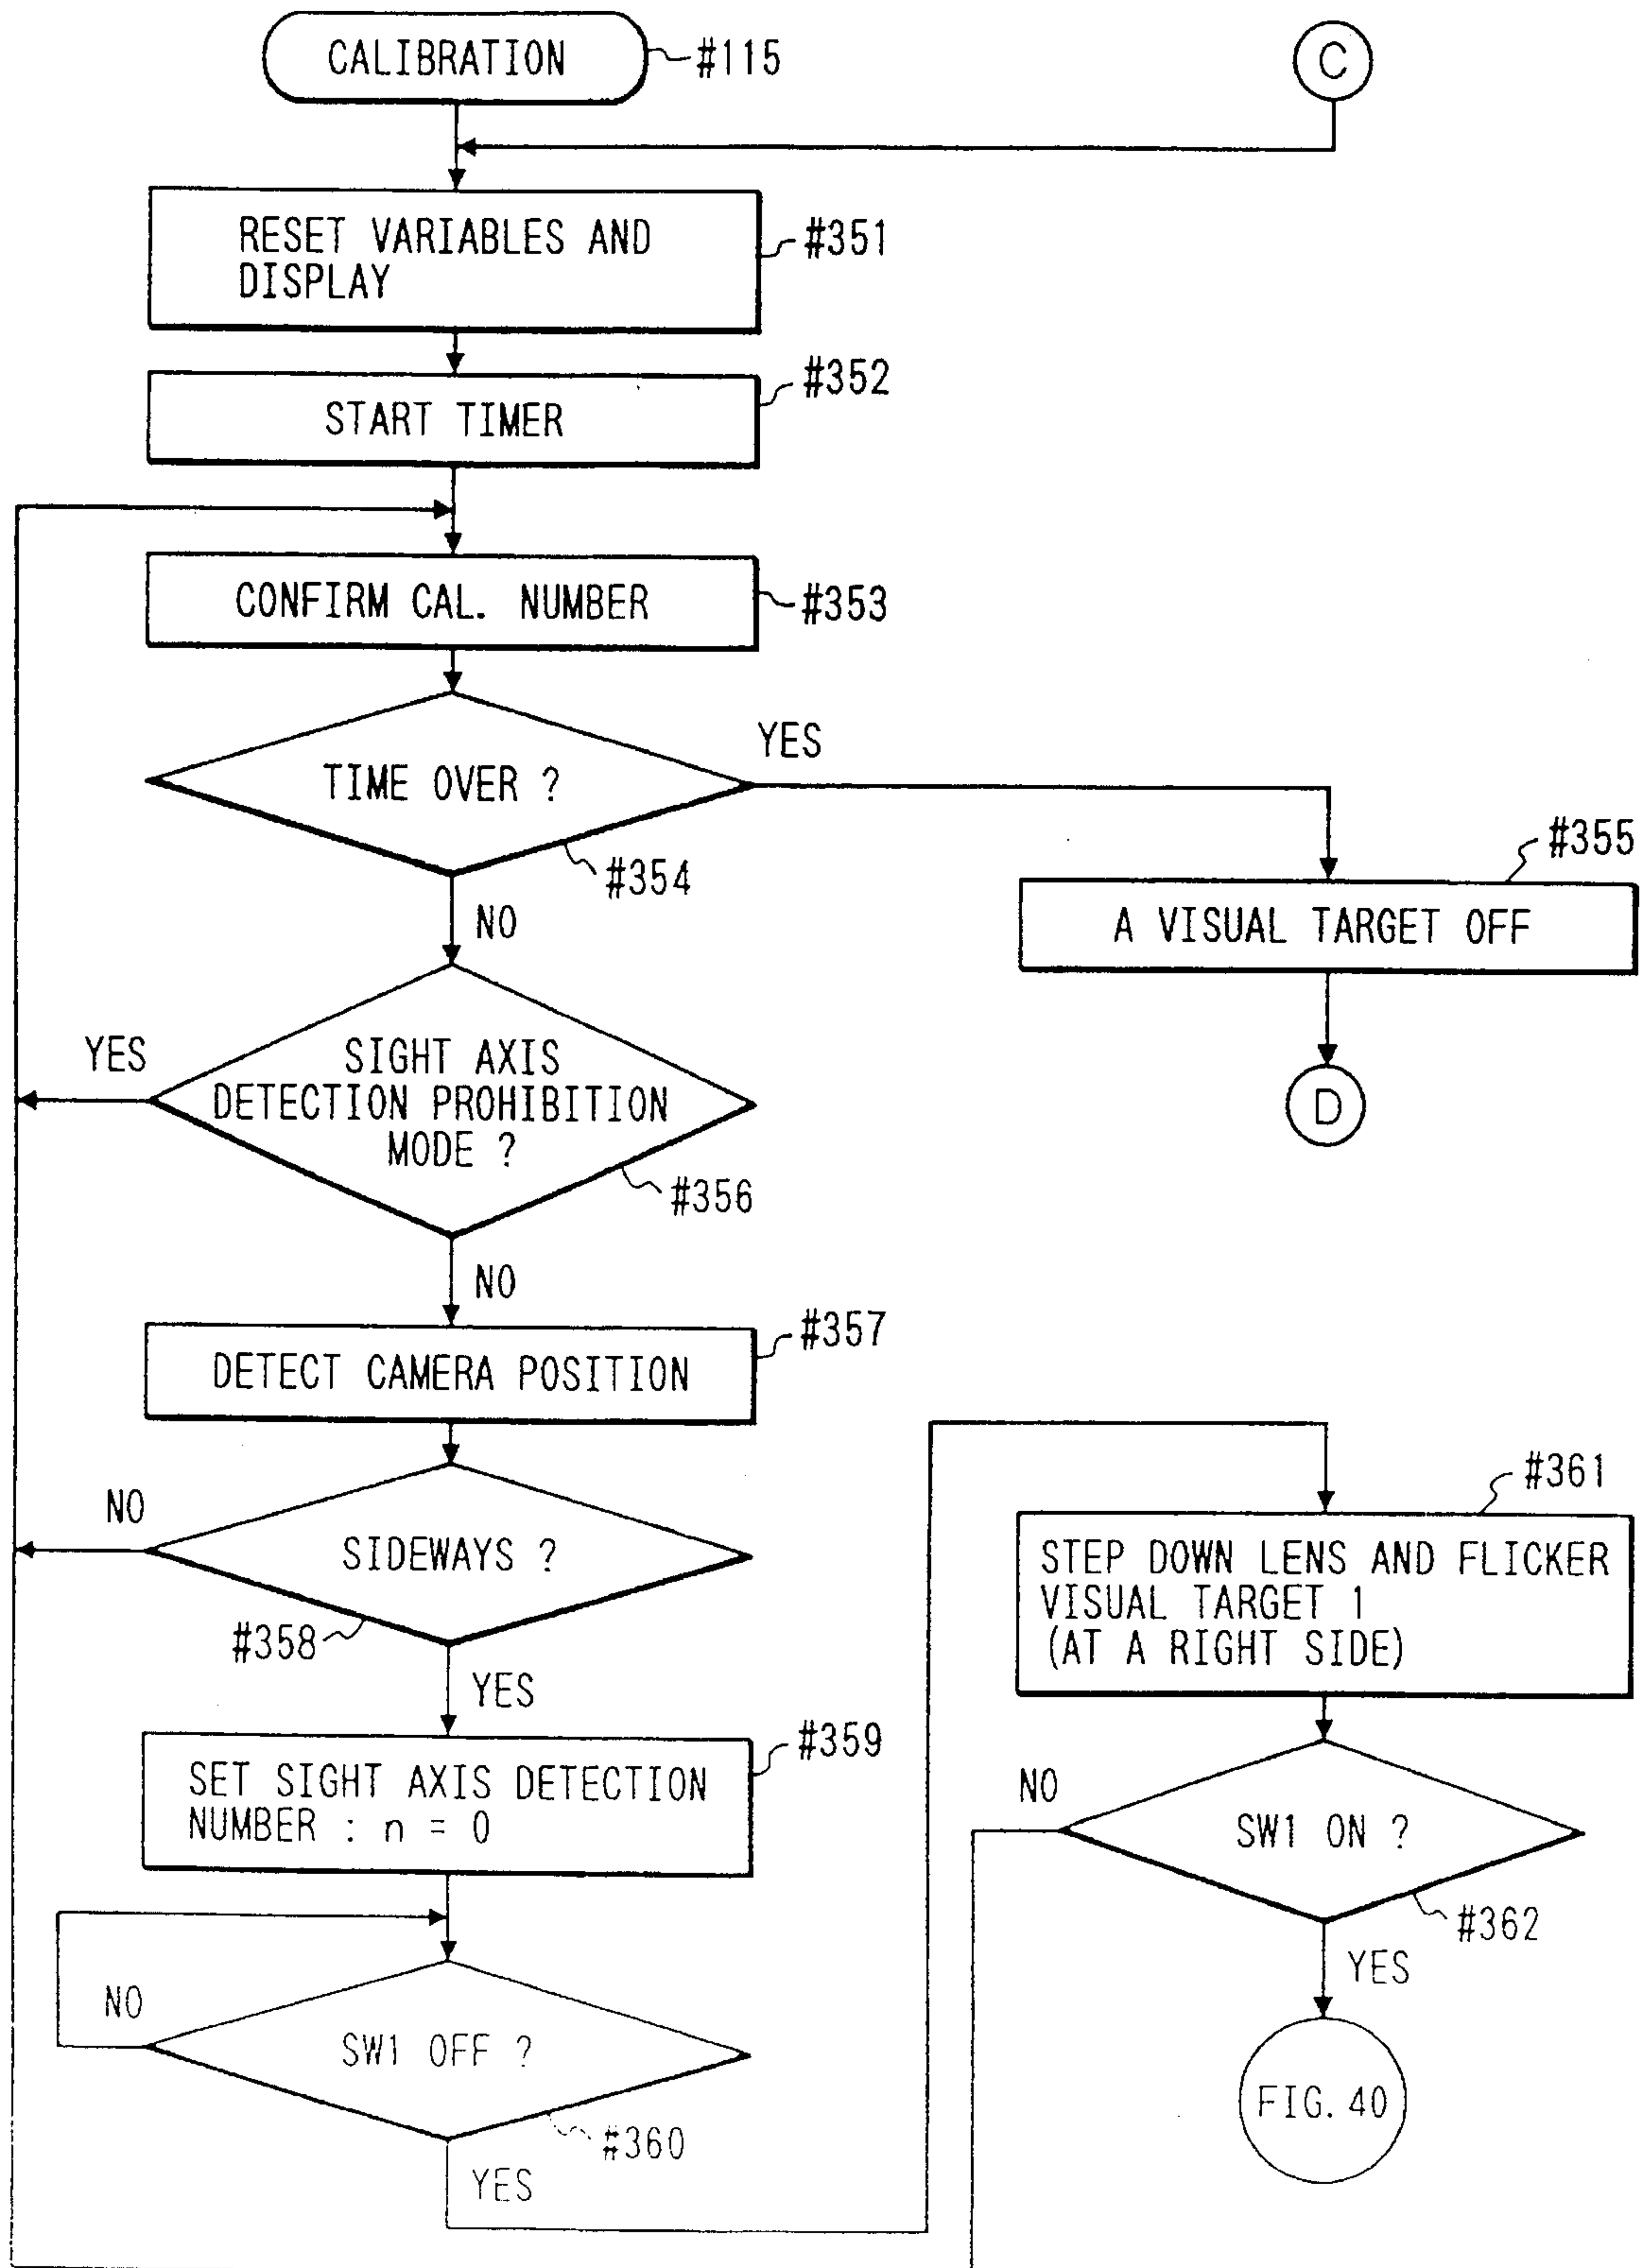 CALIBRATION
#115
C
RESET VARIABLES AND
DISPLAY
#351
START TIMER
#352
CONFIRM CAL. NUMBER
#353
TIME OVER ?
YES
#354
NO
#355
A VISUAL TARGET OFF
D
SIGHT AXIS
DETECTION PROHIBITION
MODE ?
YES
#356
NO
#357
DETECT CAMERA POSITION
SIDEWAYS ?
NO
#358
YES
#359
SET SIGHT AXIS DETECTION
NUMBER : n = 0
SW1 OFF ?
NO
#360
YES
#361
STEP DOWN LENS AND FLICKER
VISUAL TARGET 1
(AT A RIGHT SIDE)
SW1 ON ?
NO
#362
YES
FIG. 40